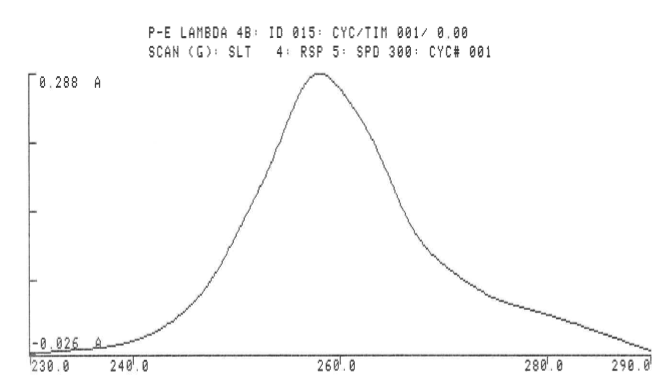 P-E LAMBDA 4B: ID 015: CYC/TIM 001/ 0.00
SCAN (G): SLT 4: RSP 5: SPD 300: CYC# 001
0.288 A
-0.026 A
230.0 240.0 260.0 280.0 290.0